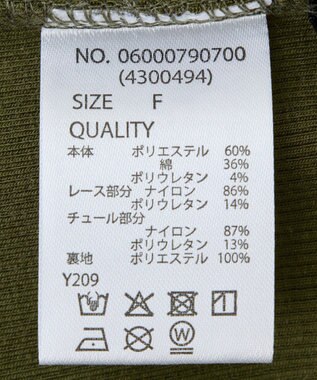 NO. 06000790700
(4300494)
SIZE F
QUALITY
本体 ポリエステル 60%
綿 36%
ポリウレタン 4%
レース部分 ナイロン 86%
ポリウレタン 14%
チュール部分
ナイロン 87%
ポリウレタン 13%
裏地 ポリエステル 100%
Y209
W